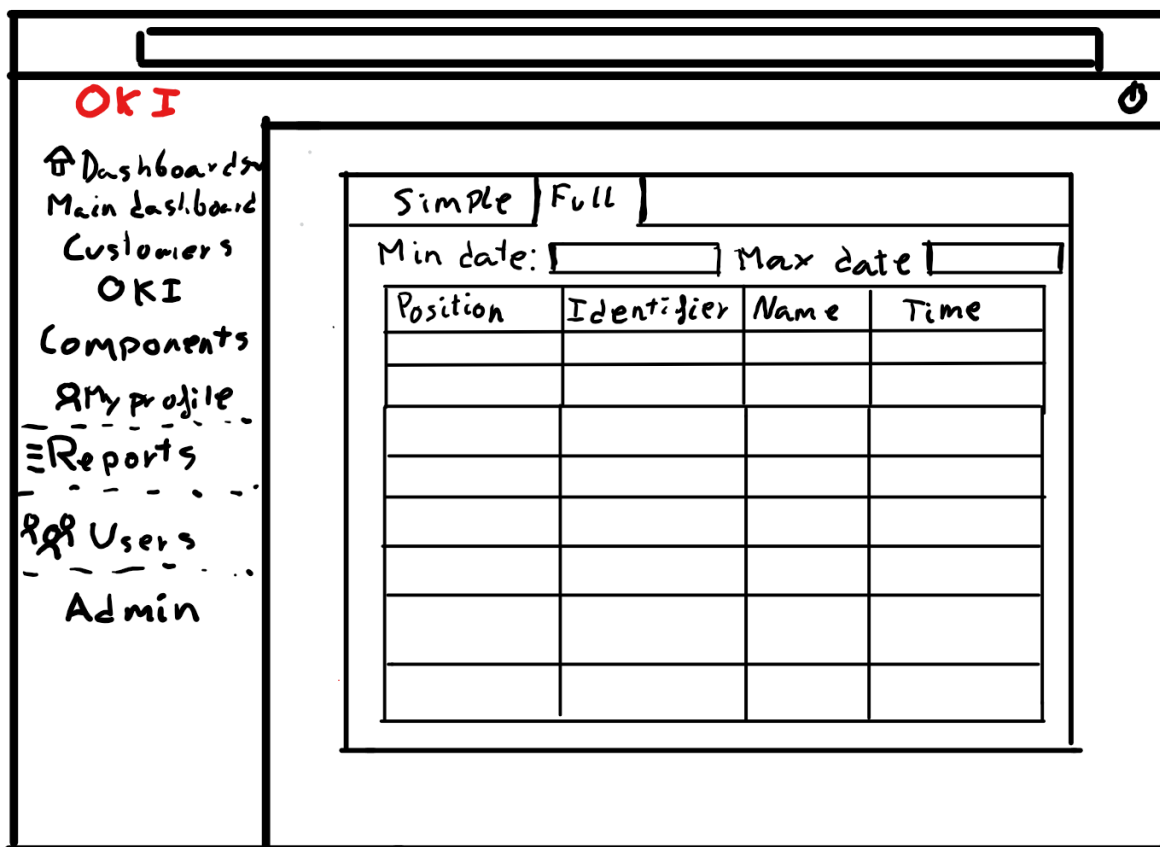 OKI
Dashboards
Main dashboard
Customers
OKI
Components
My profile
Reports
Users
Admin
Simple Full
Min date: Max date
Position Identifier Name Time